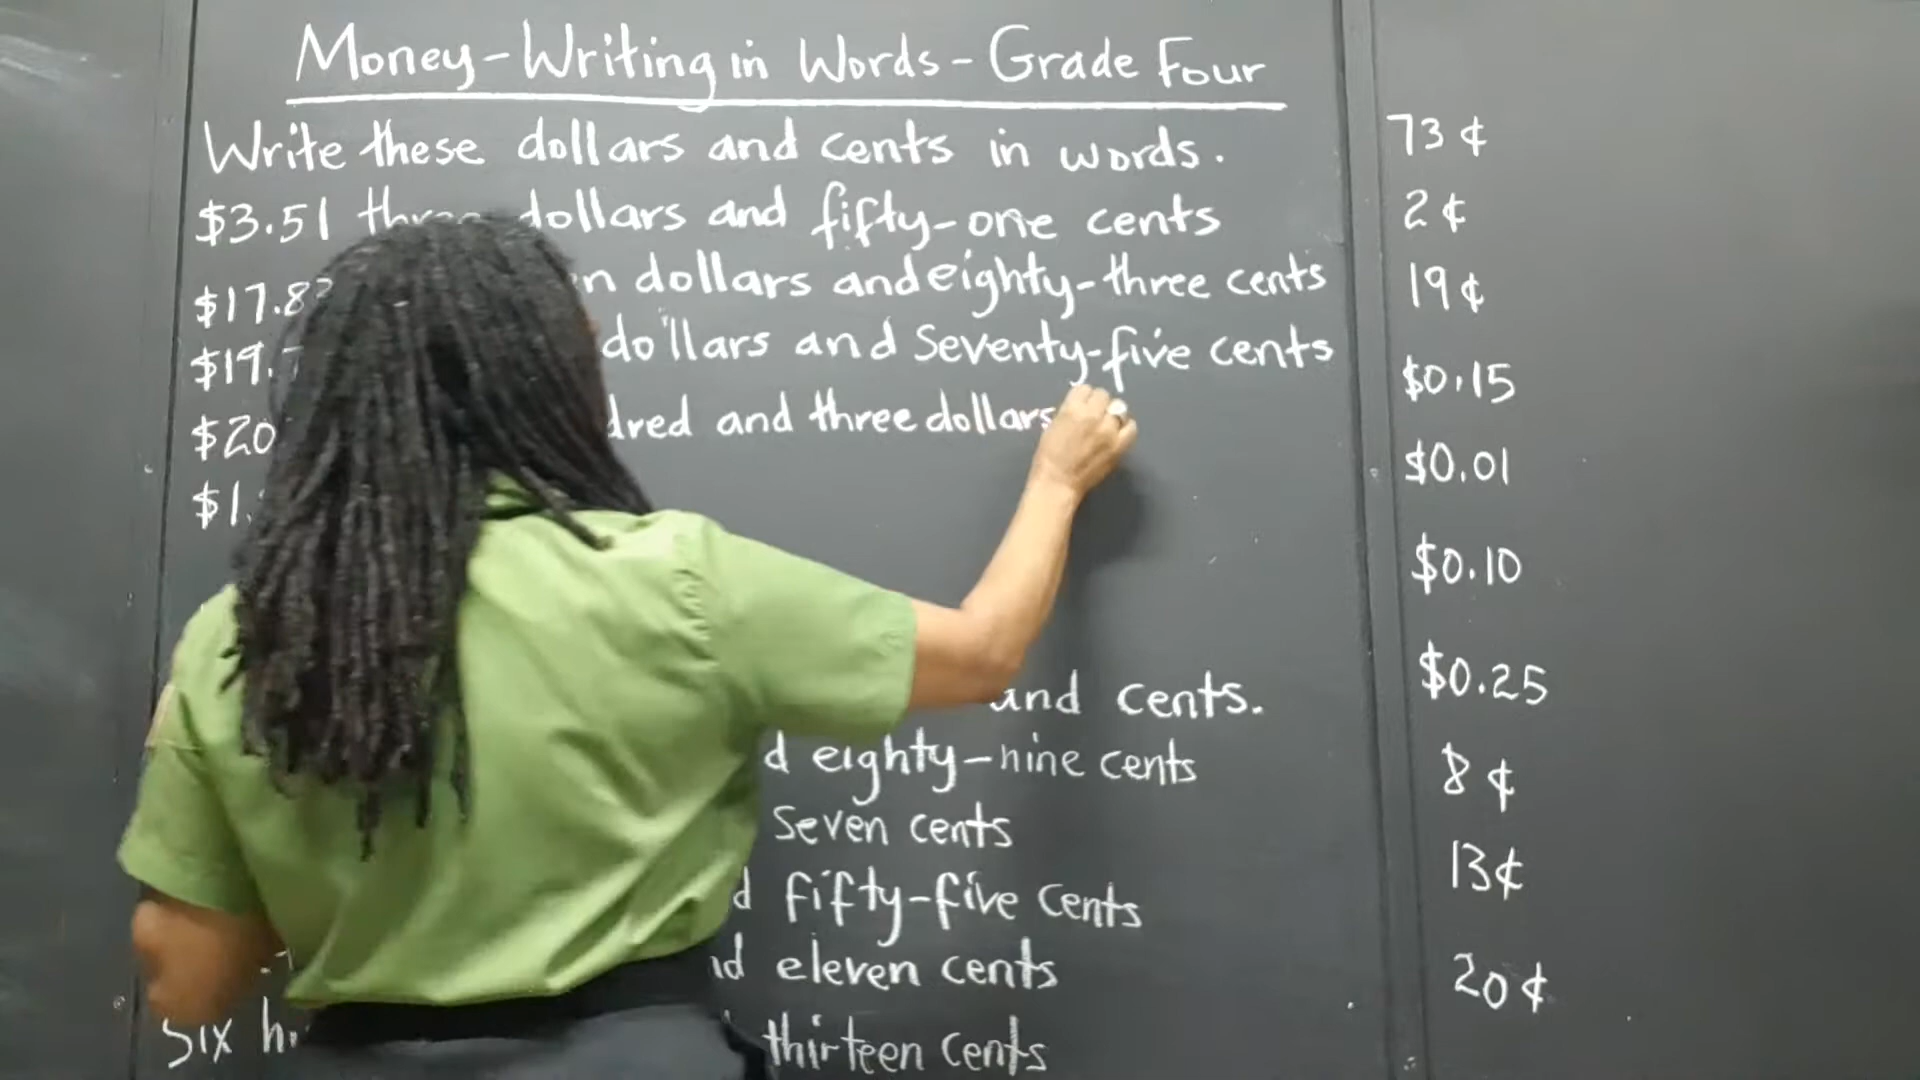 Money-Writing in Words-Grade Four
Write these dollars and cents in words.
$3.51 three dollars and fifty-one cents
$17.83 dollars and eighty-three cents
$19. dollars and Seventy-five cents
$20 and three dollars
$1.
and cents.
eighty-nine cents
Seven cents
fifty-five cents
eleven cents
Six thirteen cents
73¢
2¢
19¢
$0.15
$0.01
$0.10
$0.25
8¢
13¢
20¢